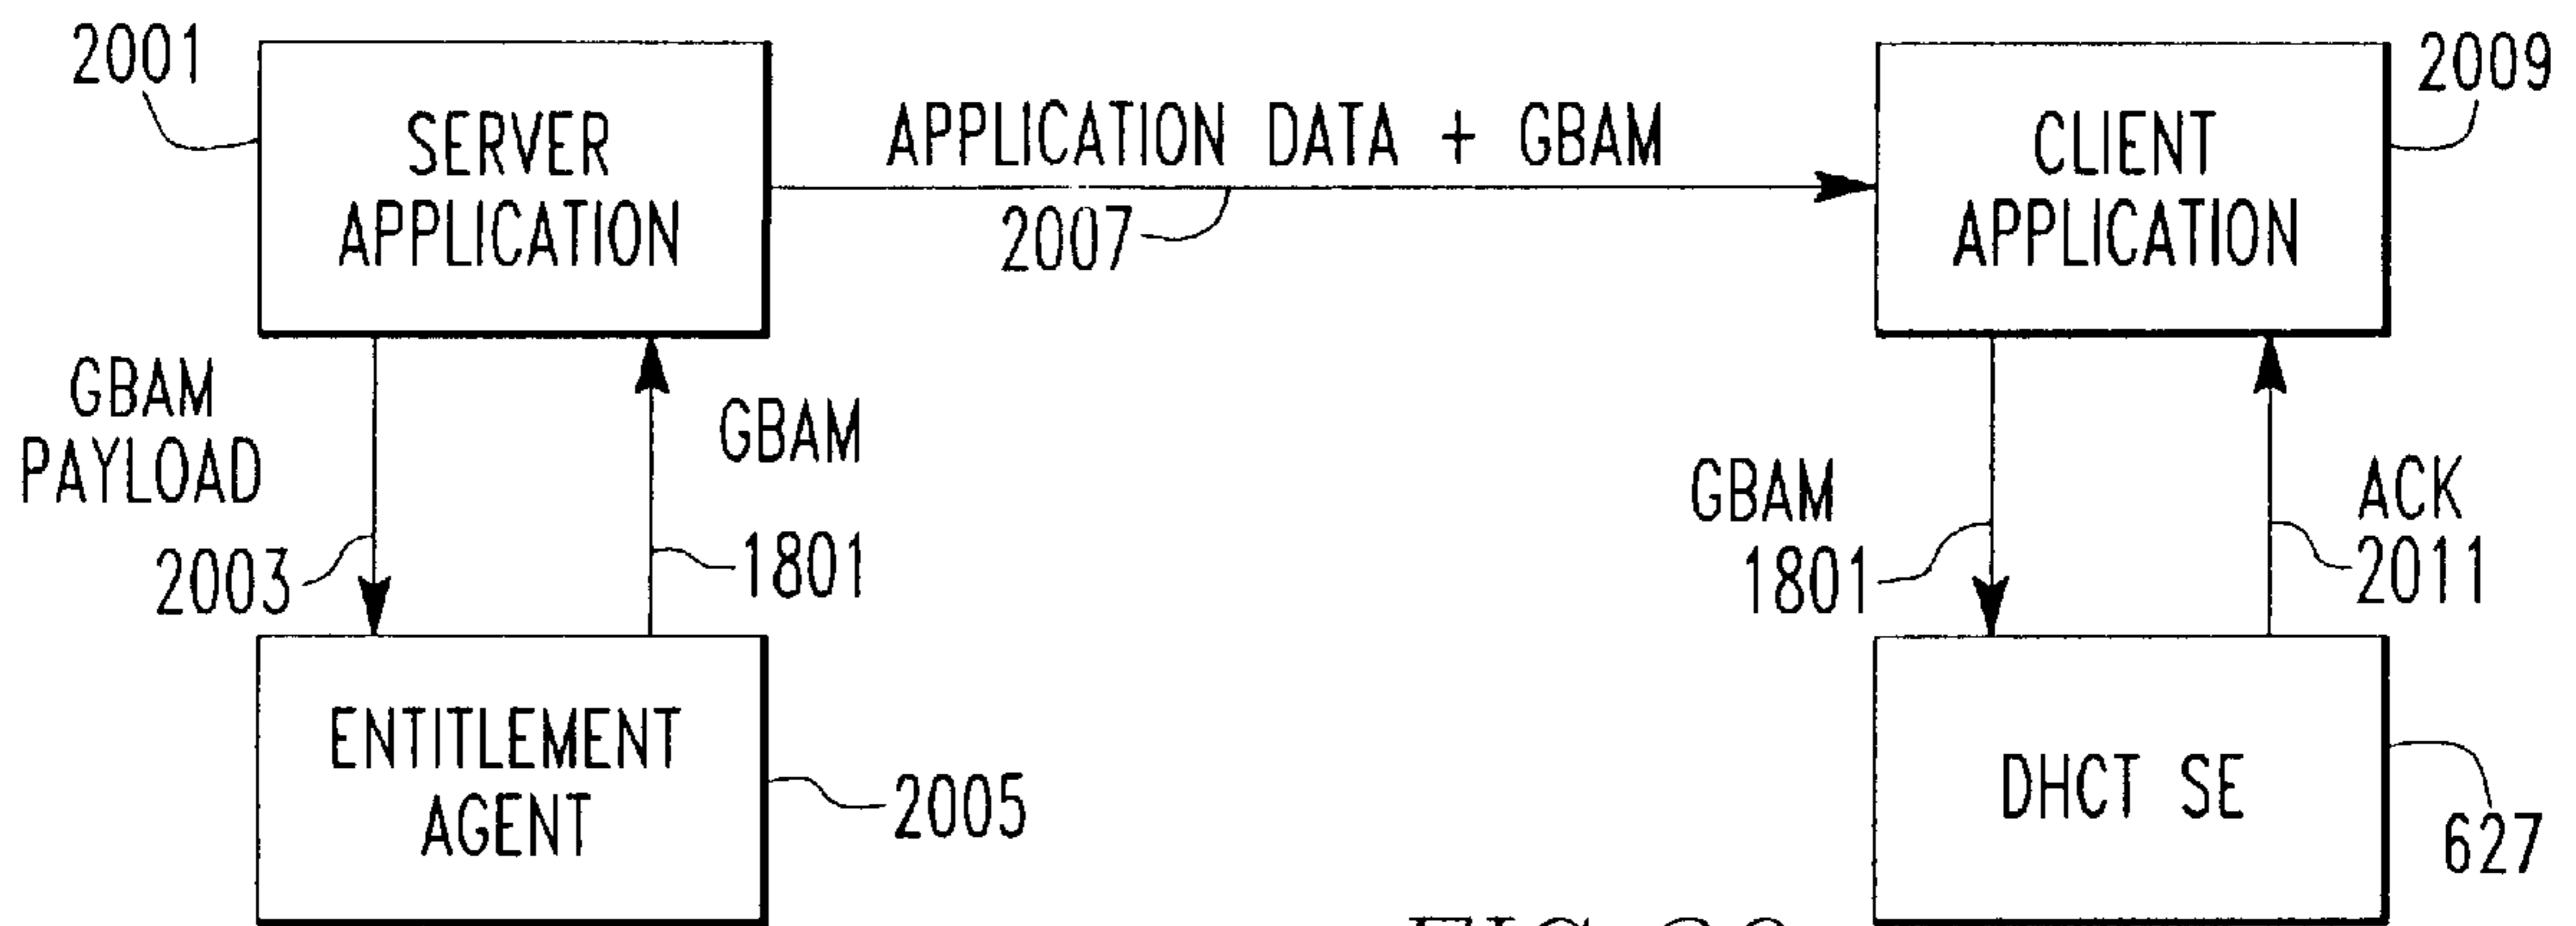 2001
SERVER
APPLICATION
APPLICATION DATA + GBAM
2007
CLIENT
APPLICATION
2009
GBAM
PAYLOAD
2003
GBAM
1801
GBAM
1801
ACK
2011
ENTITLEMENT
AGENT
2005
DHCT SE
627